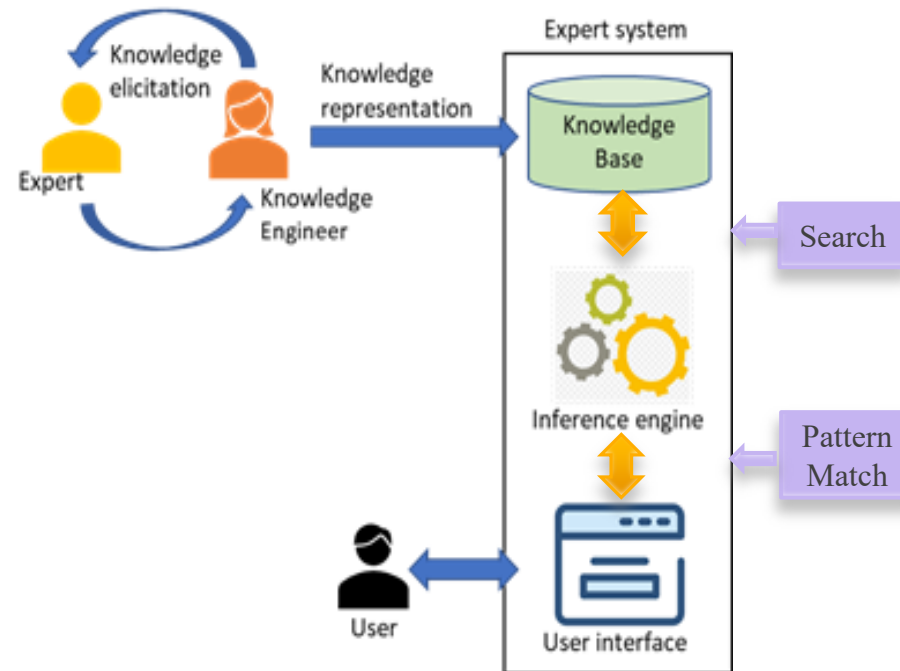 Expert system
Knowledge
elicitation
Expert
Knowledge
Engineer
Knowledge
representation
Knowledge
Base
Search
Inference engine
Pattern
Match
User
User interface